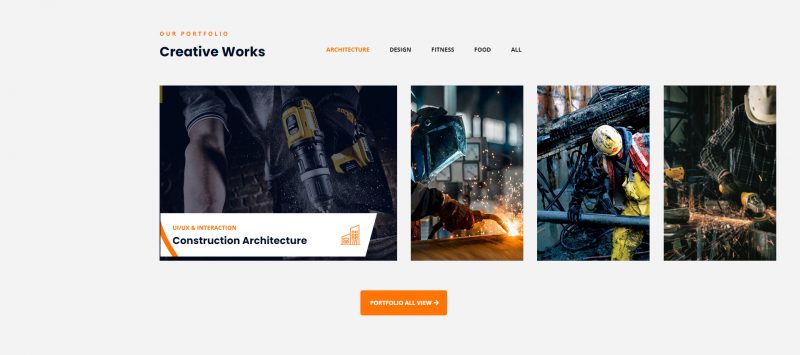 OUR PORTFOLIO
Creative Works
ARCHITECTURE DESIGN FITNESS FOOD ALL
UI/UX & INTERACTION
Construction Architecture
PORTFOLIO ALL VIEW →